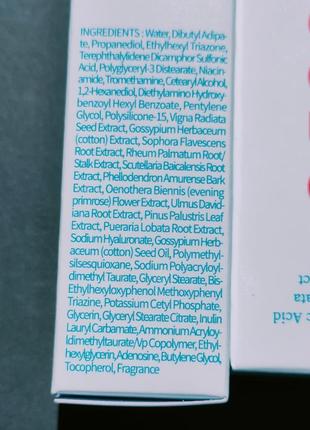 INGREDIENTS : Water, Dibutyl Adipa-
te, Propanediol, Ethylhexyl Triazone,
Terephthalylidene Dicamphor Sulfonic
Acid, Polyglyceryl-3 Distearate, Niacin-
amide, Tromethamine, Cetearyl Alcohol,
1,2-Hexanediol, Diethylamino Hydroxy-
benzoyl Hexyl Benzoate, Pentylene
Glycol, Polysilicone-15, Vigna Radiata
Seed Extract, Gossypium Herbaceum
(cotton) Extract, Sophora Flavescens
Root Extract, Rheum Palmatum Root/
Stalk Extract, Scutellaria Baicalensis Root
Extract, Phellodendron Amurense Bark
Extract, Oenothera Biennis (evening
primrose) Flower Extract, Ulmus David-
iana Root Extract, Pinus Palustris Leaf
Extract, Pueraria Lobata Root Extract,
Sodium Hyaluronate, Gossypium Herb-
aceum (cotton) Seed Oil, Polymethyl-
silsesquioxane, Sodium Polyacryloyl-
dimethyl Taurate, Glyceryl Stearate, Bis-
Ethylhexyloxyphenol Methoxyphenyl
Triazine, Potassium Cetyl Phosphate,
Glycerin, Glyceryl Stearate Citrate, Inulin
Lauryl Carbamate, Ammonium Acryloy-
ldimethyltaurate/Vp Copolymer, Ethyl-
hexylglycerin, Adenosine, Butylene Glycol,
Tocopherol, Fragrance
c Acid
ata
ct